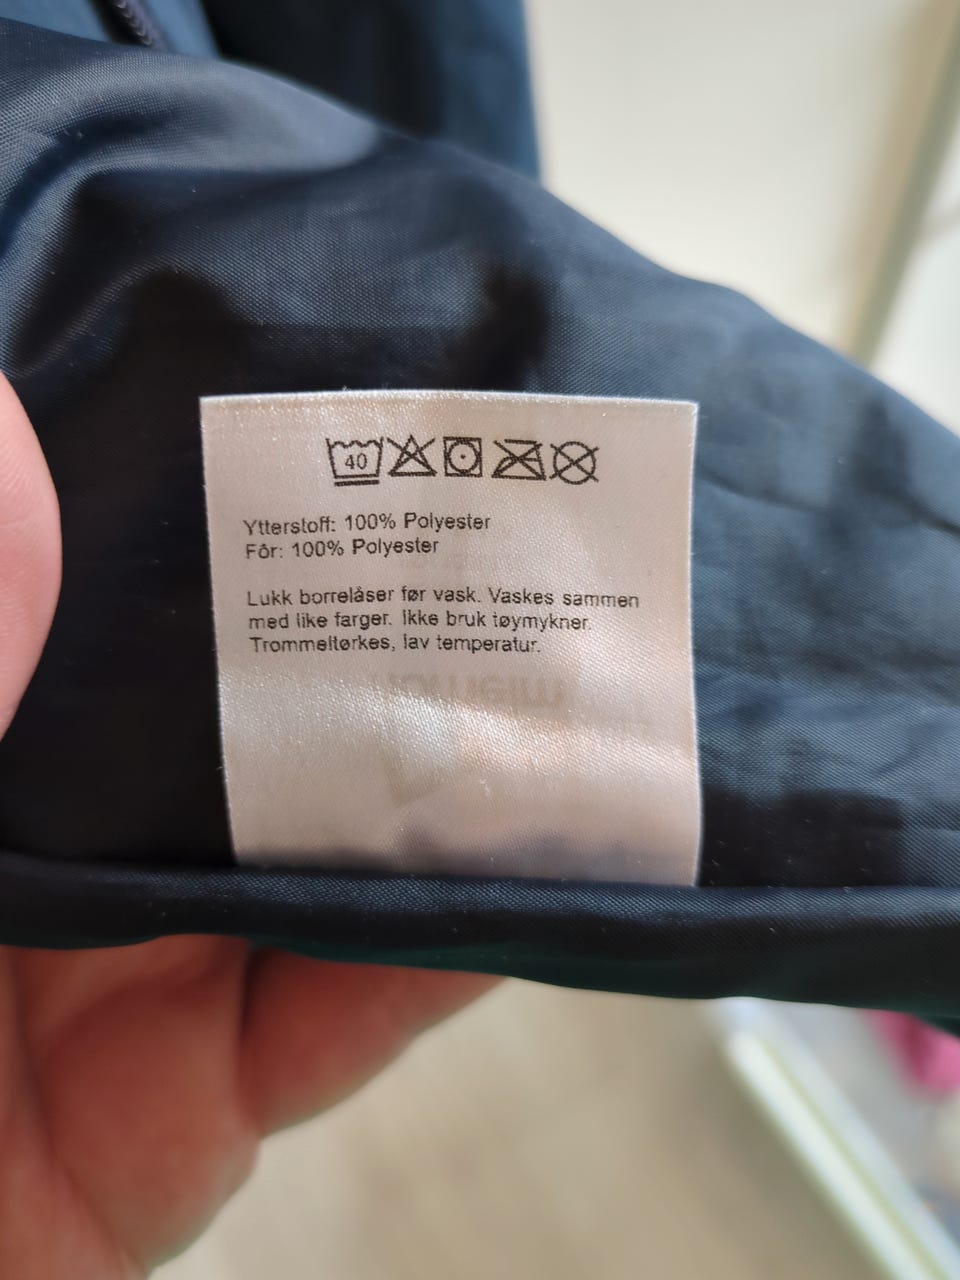 40
Ytterstoff: 100% Polyester
Fôr: 100% Polyester
Lukk borrelåser før vask. Vaskes sammen
med like farger. Ikke bruk tøymykner.
Trommeltørkes, lav temperatur.